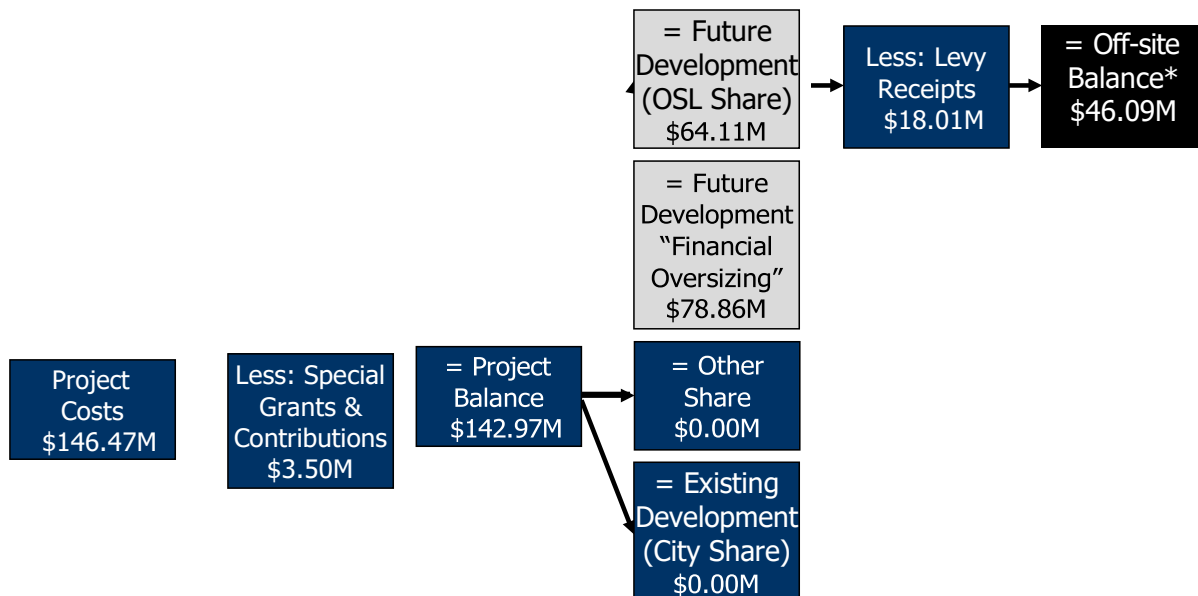 Project
Costs
$146.47M
Less: Special
Grants &
Contributions
$3.50M
= Project
Balance
$142.97M
= Future
Development
(OSL Share)
$64.11M
= Future
Development
“Financial
Oversizing”
$78.86M
= Other
Share
$0.00M
= Existing
Development
(City Share)
$0.00M
Less: Levy
Receipts
$18.01M
= Off-site
Balance*
$46.09M